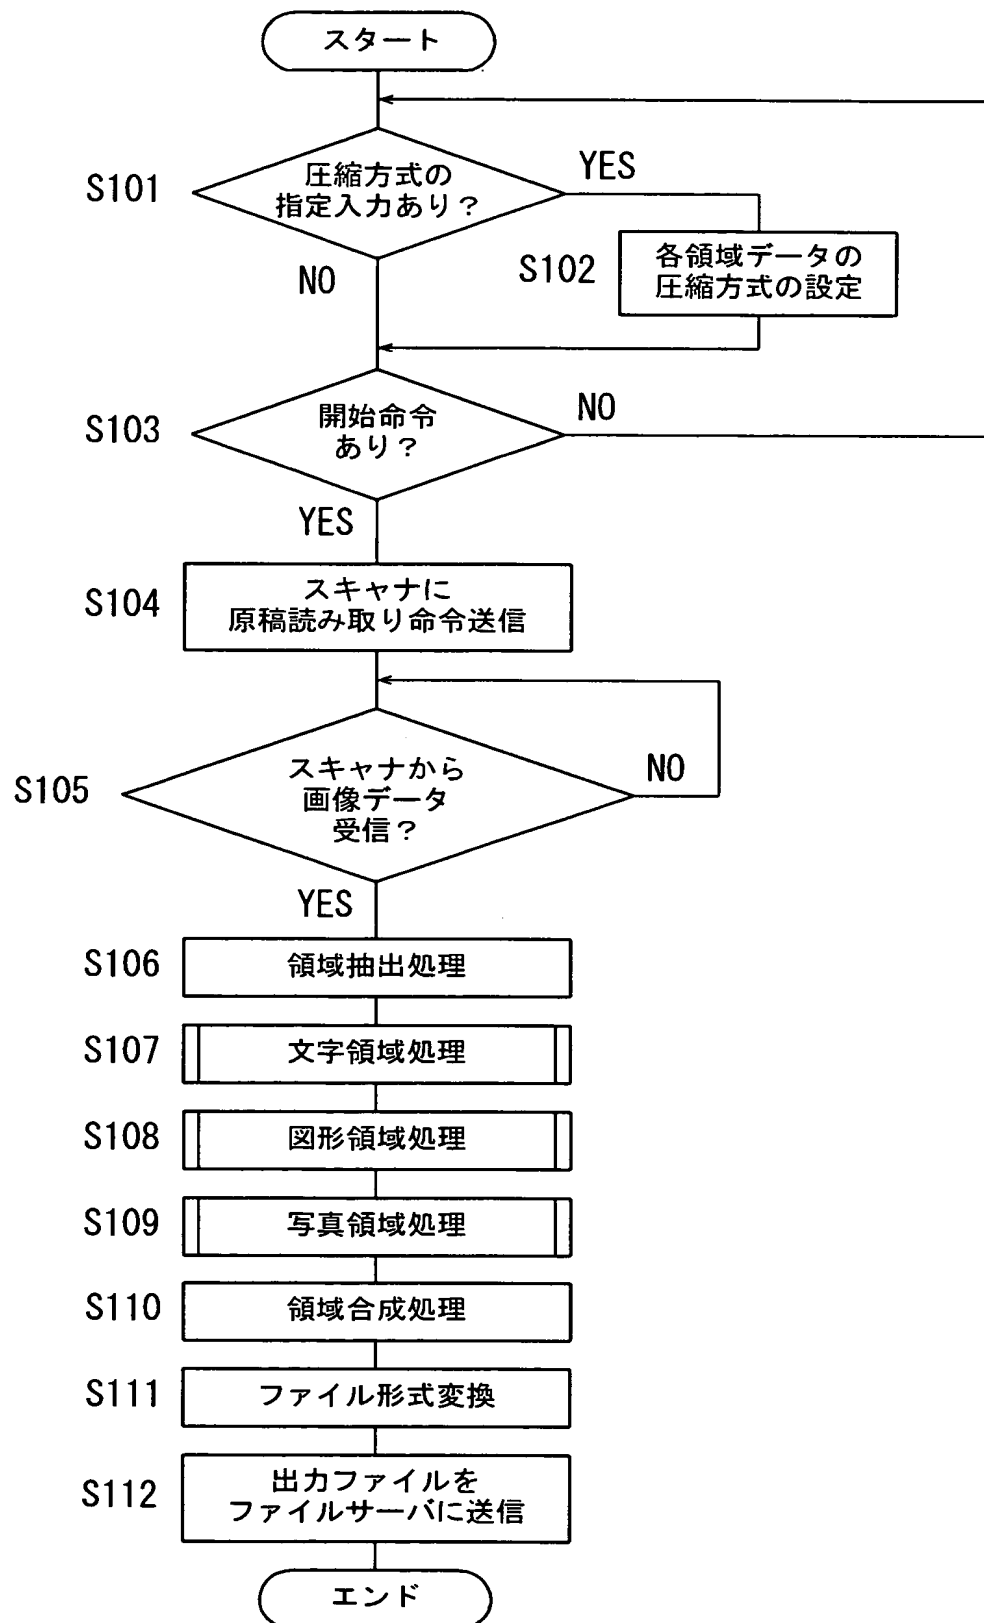 スタート
S101
圧縮方式の
指定入力あり？
YES
NO
S102
各領域データの
圧縮方式の設定
S103
開始命令
あり？
NO
YES
S104
スキャナに
原稿読み取り命令送信
S105
スキャナから
画像データ
受信？
NO
YES
S106
領域抽出処理
S107
文字領域処理
S108
図形領域処理
S109
写真領域処理
S110
領域合成処理
S111
ファイル形式変換
S112
出力ファイルを
ファイルサーバに送信
エンド